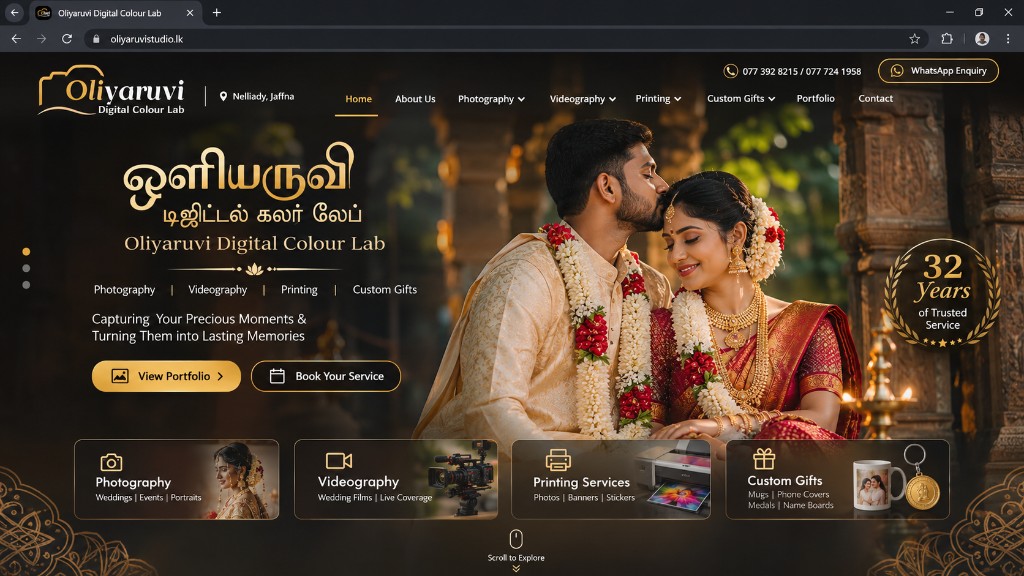 Oliyaruvi Digital Colour Lab
oliyaruvistudio.lk
077 392 8215 / 077 724 1958
WhatsApp Enquiry
Oliyaruvi
Digital Colour Lab
Nelliady, Jaffna
Home
About Us
Photography
Videography
Printing
Custom Gifts
Portfolio
Contact
ஒளியருவி
டிஜிட்டல் கலர் லேப்
Oliyaruvi Digital Colour Lab
Photography | Videography | Printing | Custom Gifts
Capturing Your Precious Moments &
Turning Them into Lasting Memories
View Portfolio
Book Your Service
32
Years
of Trusted
Service
Photography
Weddings | Events | Portraits
Videography
Wedding Films | Live Coverage
Printing Services
Photos | Banners | Stickers
Custom Gifts
Mugs | Phone Covers
Medals | Name Boards
Scroll to Explore